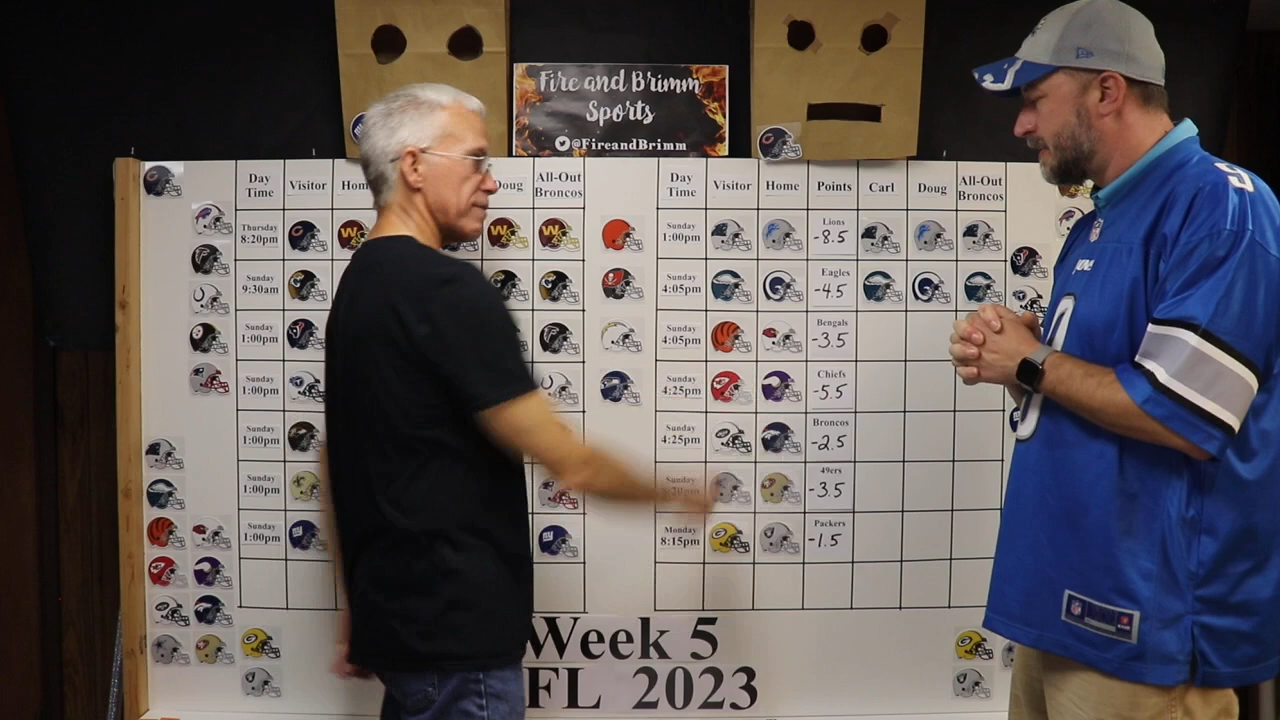 Fire and Brimm
Sports
@FireandBrimm
Day Time Visitor Hom Doug All-Out Broncos
Thursday 8:20pm
Sunday 9:30am
Sunday 1:00pm
Sunday 1:00pm
Sunday 1:00pm
Sunday 1:00pm
Sunday 1:00pm
Day Time Visitor Home Points Carl Doug All-Out Broncos
Sunday 1:00pm Lions -8.5
Sunday 4:05pm Eagles -4.5
Sunday 4:05pm Bengals -3.5
Sunday 4:25pm Chiefs -5.5
Sunday 4:25pm Broncos -2.5
Sunday 8:20pm 49ers -3.5
Monday 8:15pm Packers -1.5
Week 5
FL 2023